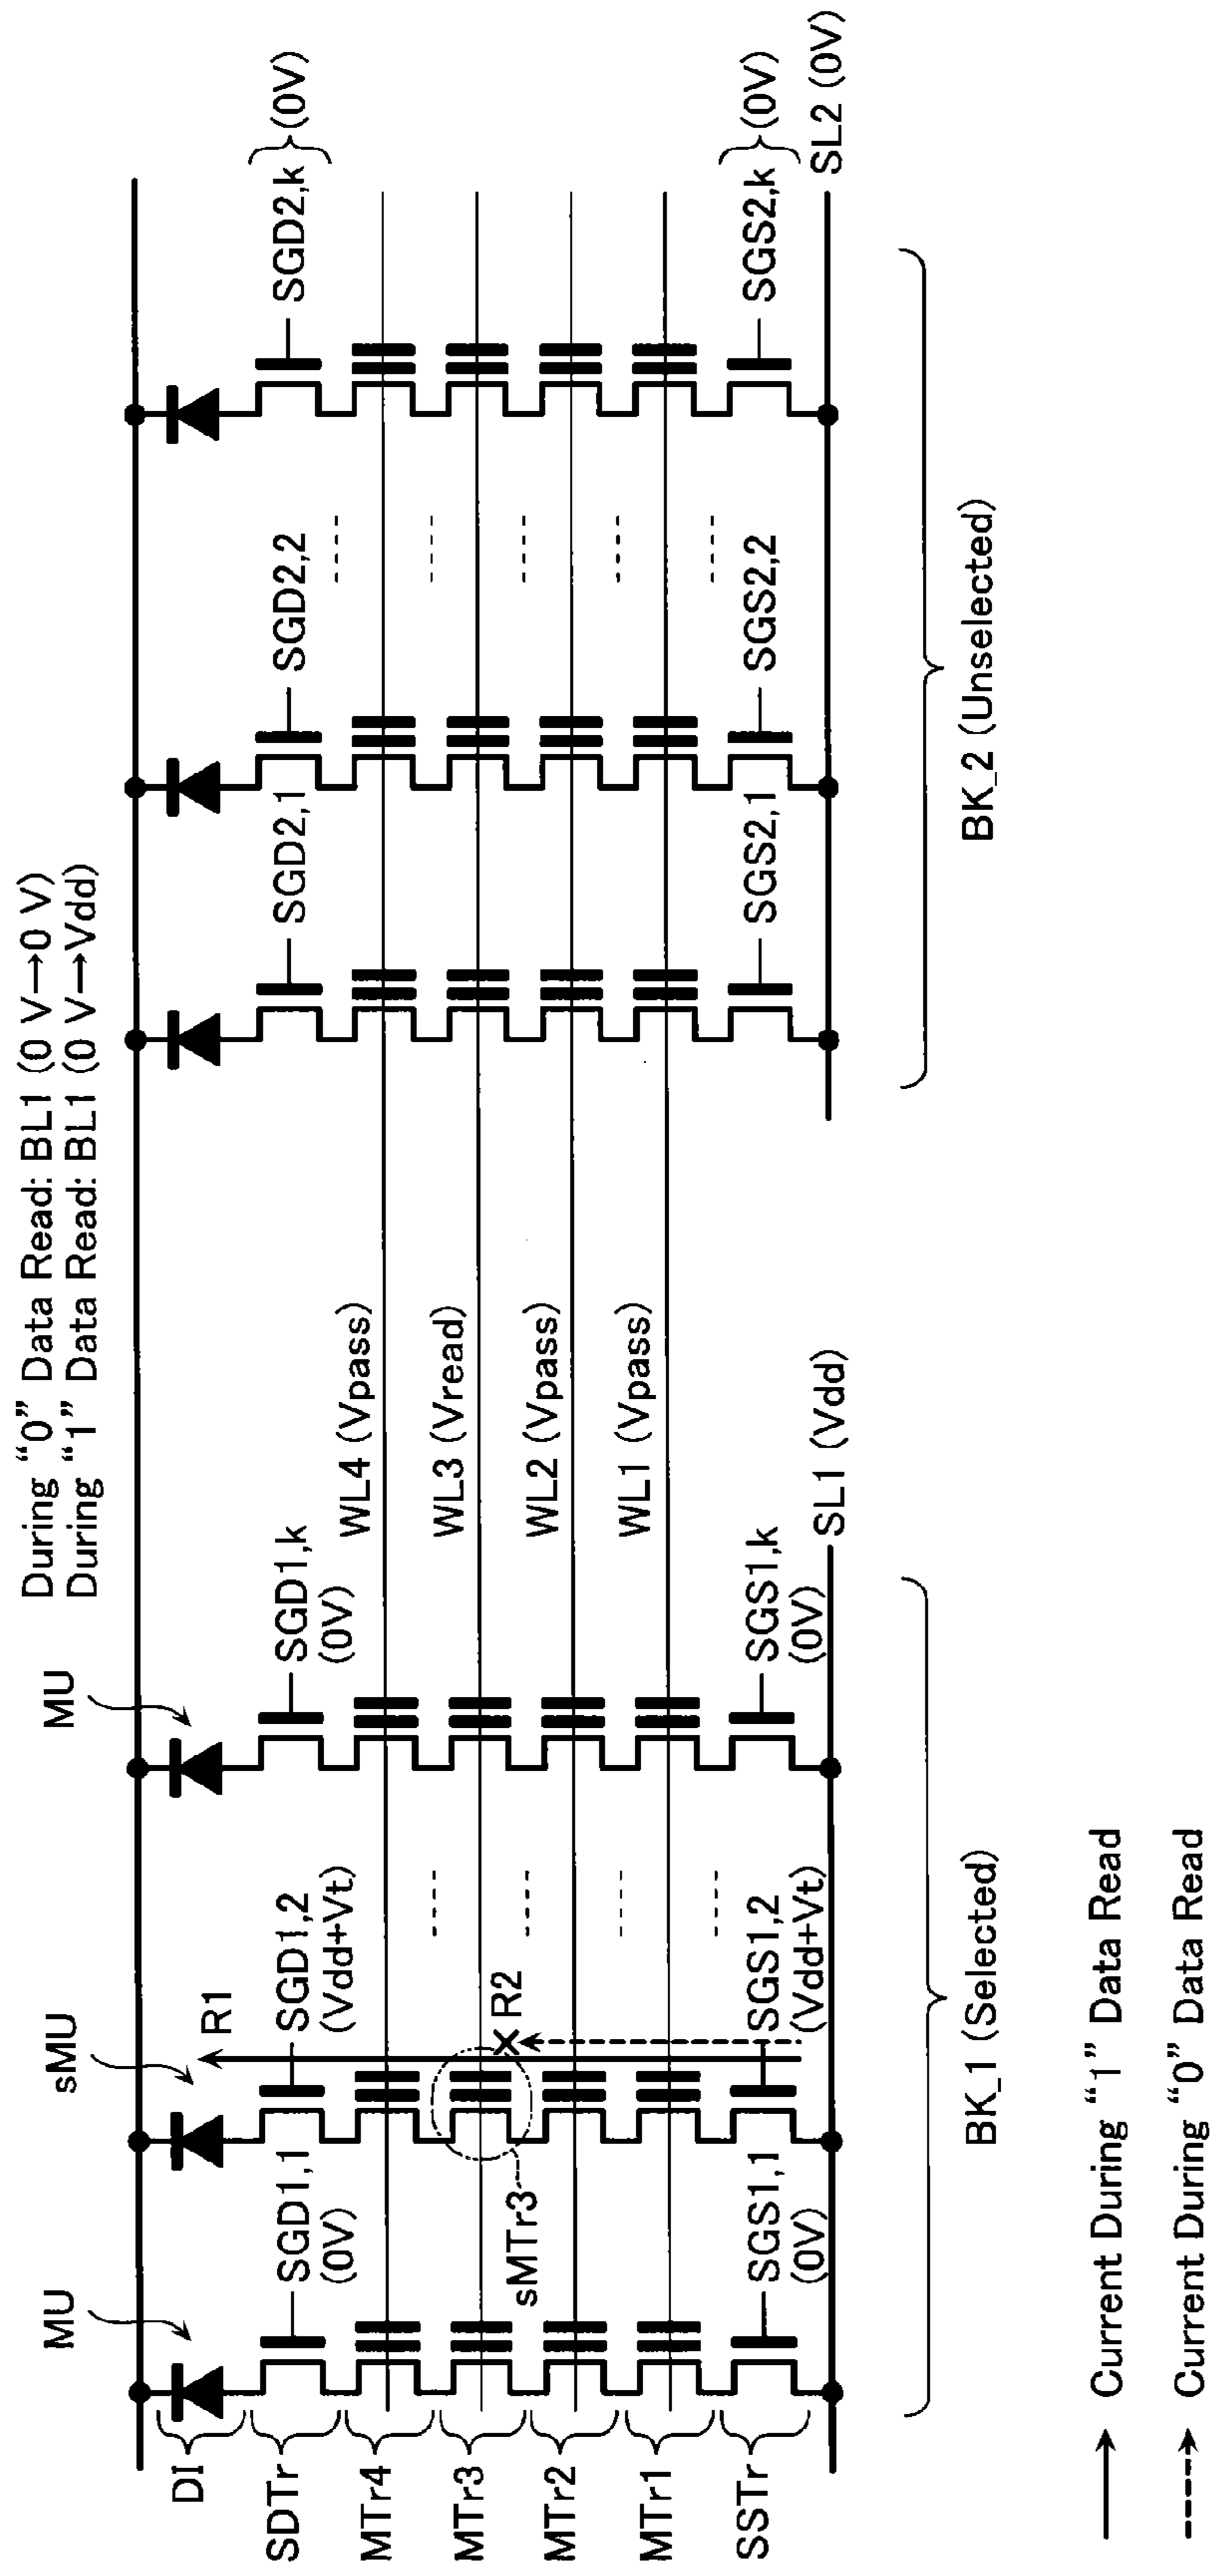 During “0” Data Read: BL1 (0 V→0 V)
During “1” Data Read: BL1 (0 V→Vdd)
MU
sMU
MU
R1
DI
SDTr
MTr4
MTr3
MTr2
MTr1
SSTr
SGD1,1
(0V)
SGD1,2
(Vdd+Vt)
SGD1,k
(0V)
SGD2,1
SGD2,2
SGD2,k
(0V)
WL4 (Vpass)
WL3 (Vread)
WL2 (Vpass)
WL1 (Vpass)
R2
sMTr3
SGS1,1
(0V)
SGS1,2
(Vdd+Vt)
SGS1,k
(0V)
SGS2,1
SGS2,2
SGS2,k
(0V)
SL1 (Vdd)
SL2 (0V)
BK_1 (Selected)
BK_2 (Unselected)
Current During “1” Data Read
Current During “0” Data Read